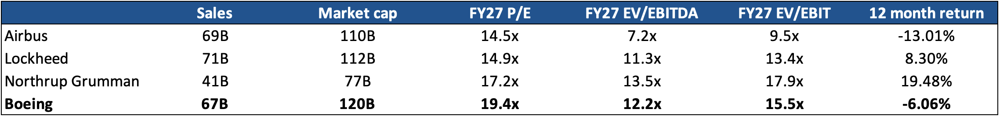 Sales Market cap FY27 P/E FY27 EV/EBITDA FY27 EV/EBIT 12 month return
Airbus 69B 110B 14.5x 7.2x 9.5x -13.01%
Lockheed 71B 112B 14.9x 11.3x 13.4x 8.30%
Northrup Grumman 41B 77B 17.2x 13.5x 17.9x 19.48%
Boeing 67B 120B 19.4x 12.2x 15.5x -6.06%